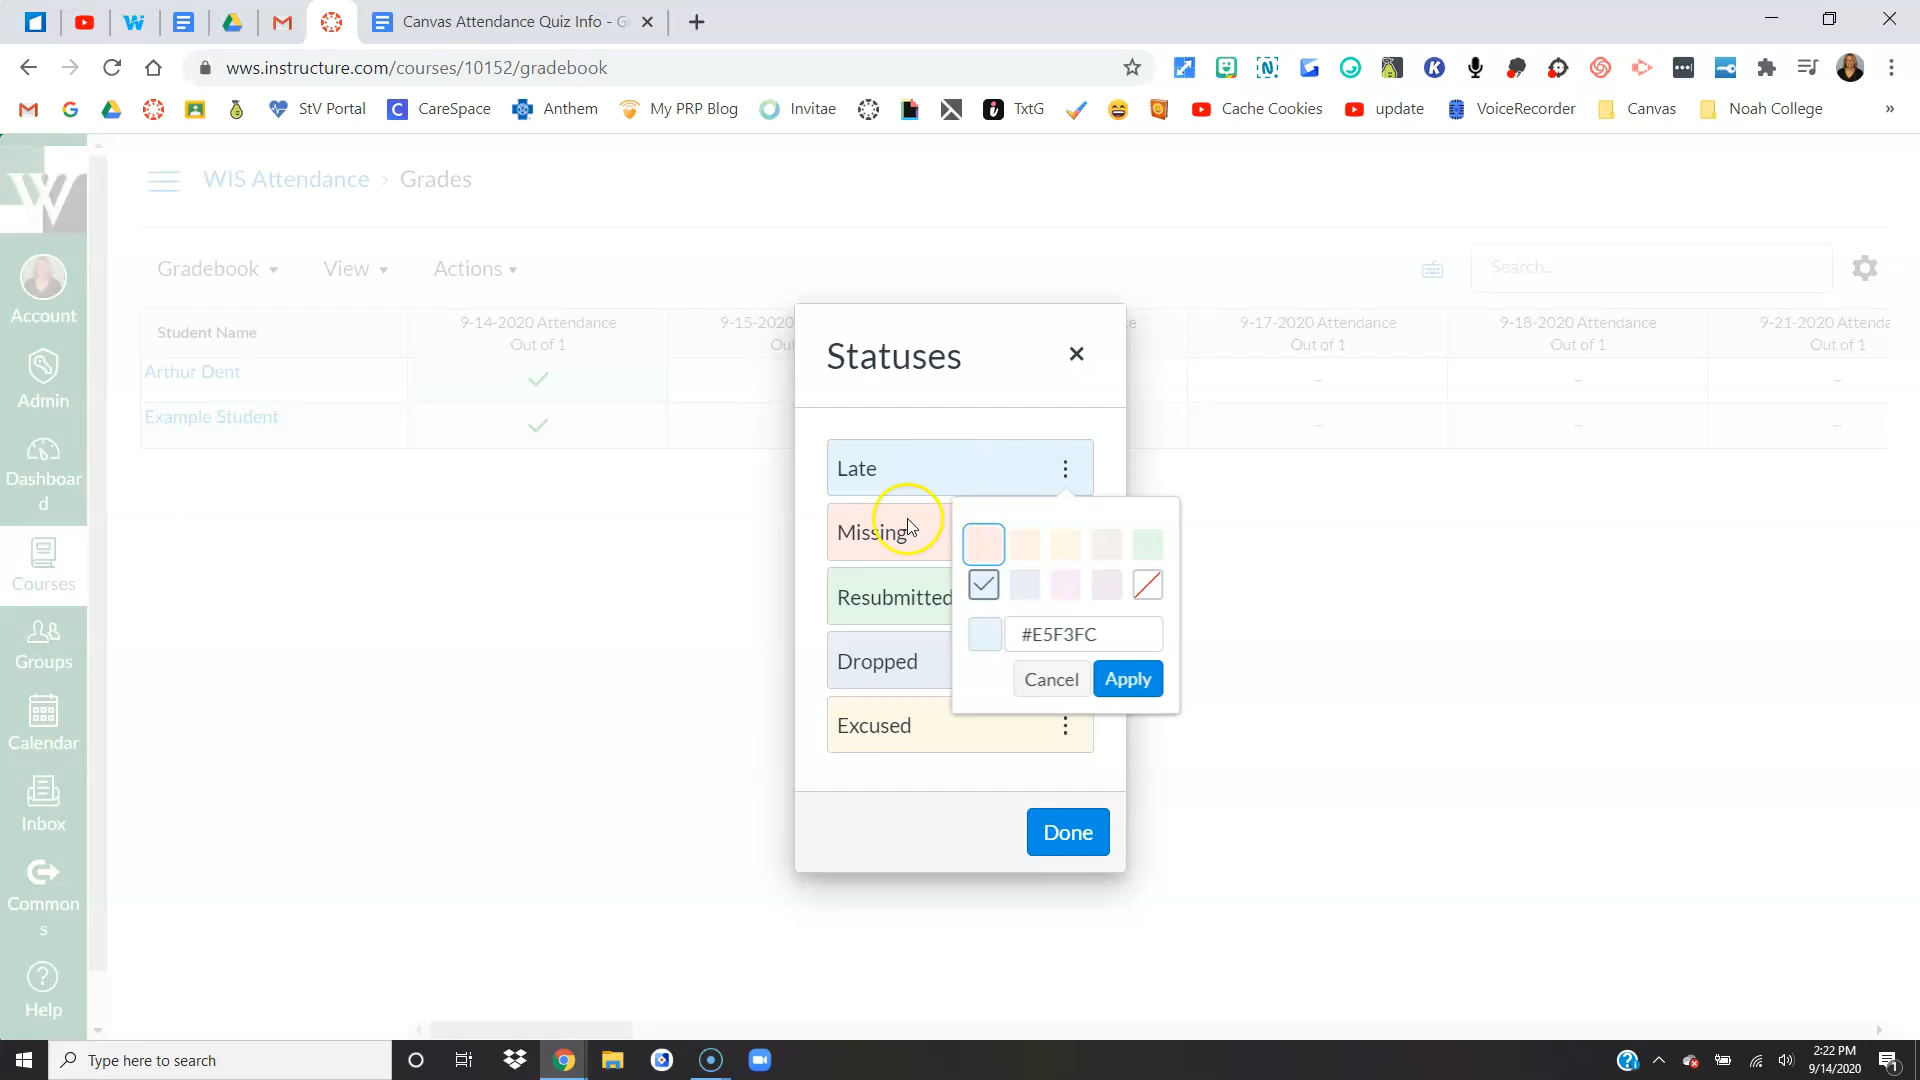 Canvas Attendance Quiz Info - G
wws.instructure.com/courses/10152/gradebook
StV Portal
CareSpace
Anthem
My PRP Blog
Invitae
TxtG
Cache Cookies
update
VoiceRecorder
Canvas
Noah College
»
WIS Attendance > Grades
Gradebook
View
Actions
Search...
Student Name
9-14-2020 Attendance
Out of 1
9-15-2020
Out
9-17-2020 Attendance
Out of 1
9-18-2020 Attendance
Out of 1
9-21-2020 Attenda
Out of 1
Arthur Dent
– – –
Example Student
– – –
Statuses
Late
Missing
Resubmitted
Dropped
Excused
#E5F3FC
Cancel
Apply
Done
Account
Admin
Dashboar
d
Courses
Groups
Calendar
Inbox
Common
s
Help
Type here to search
2:22 PM
9/14/2020
1